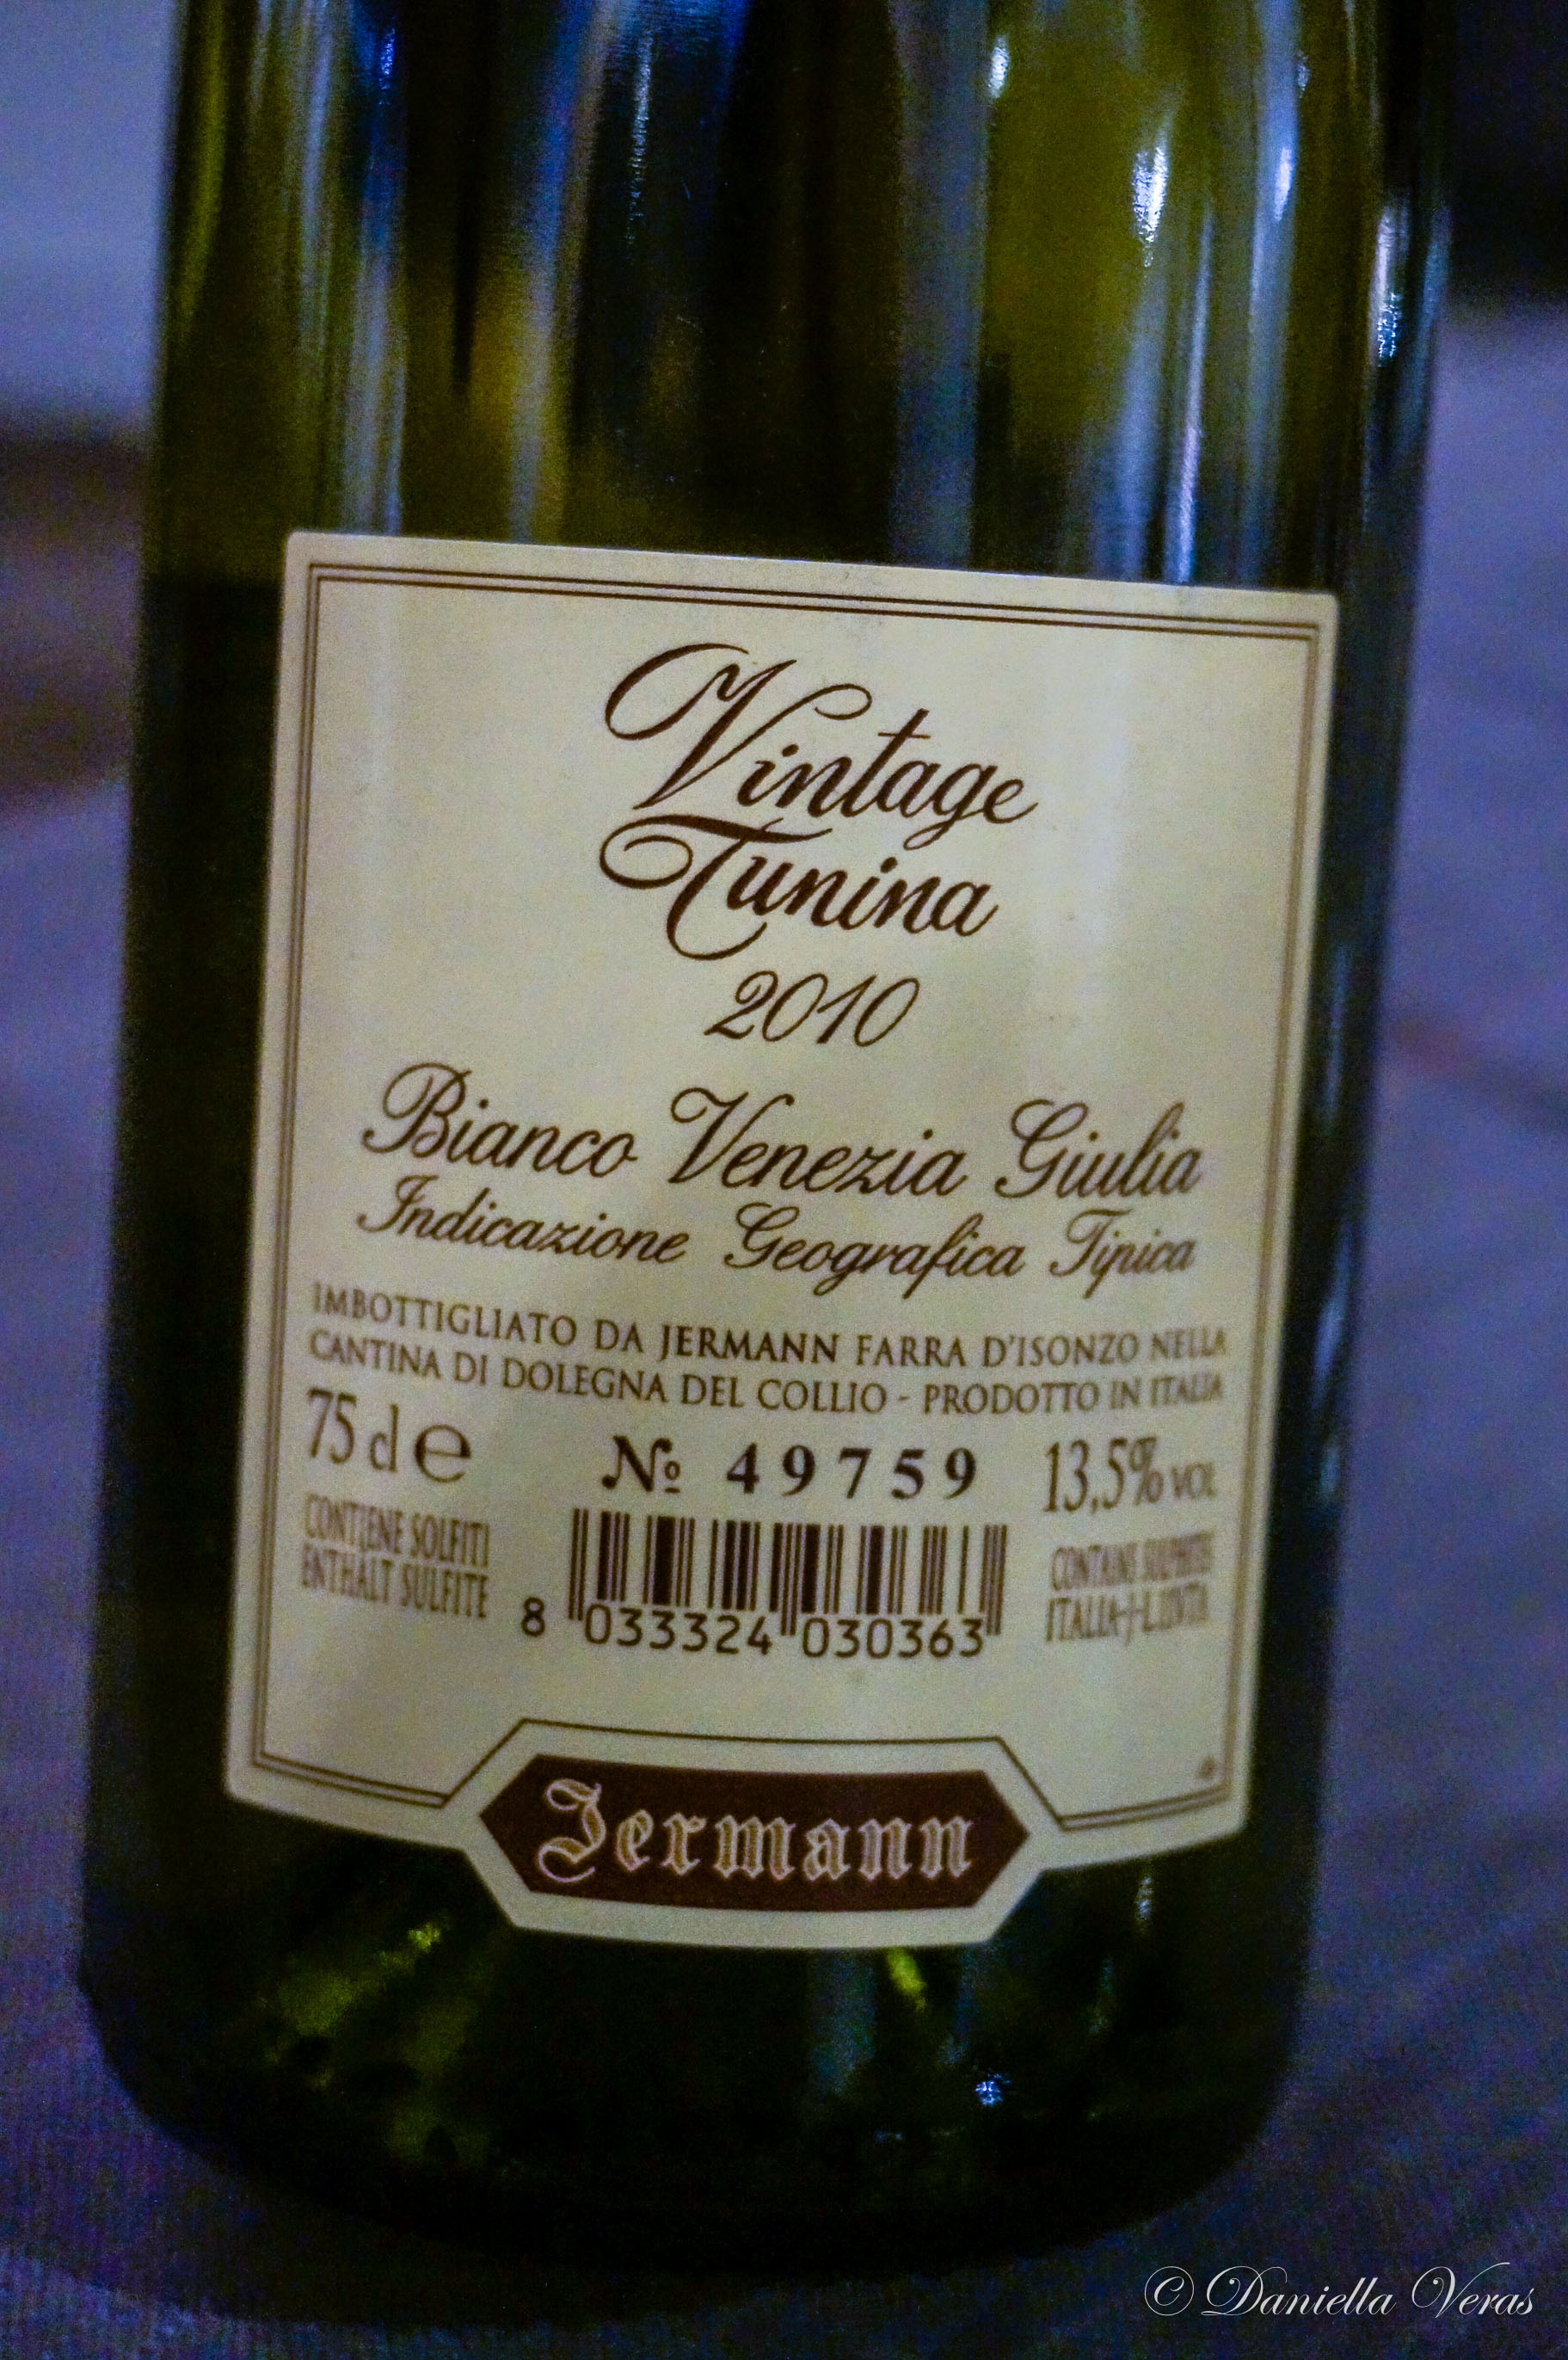 Vintage
Tunina
2010
Bianco Venezia Giulia
Indicazione Geografica Tipica
IMBOTTIGLIATO DA JERMANN FARRA D'ISONZO NELLA
CANTINA DI DOLEGNA DEL COLLIO - PRODOTTO IN ITALIA
75 cl e № 49759 13,5% VOL
CONTIENE SOLFITI
ENTHÄLT SULFITE
CONTAINS SULPHITES
ITALIA
8 033324 030363
Jermann
© Daniella Veras